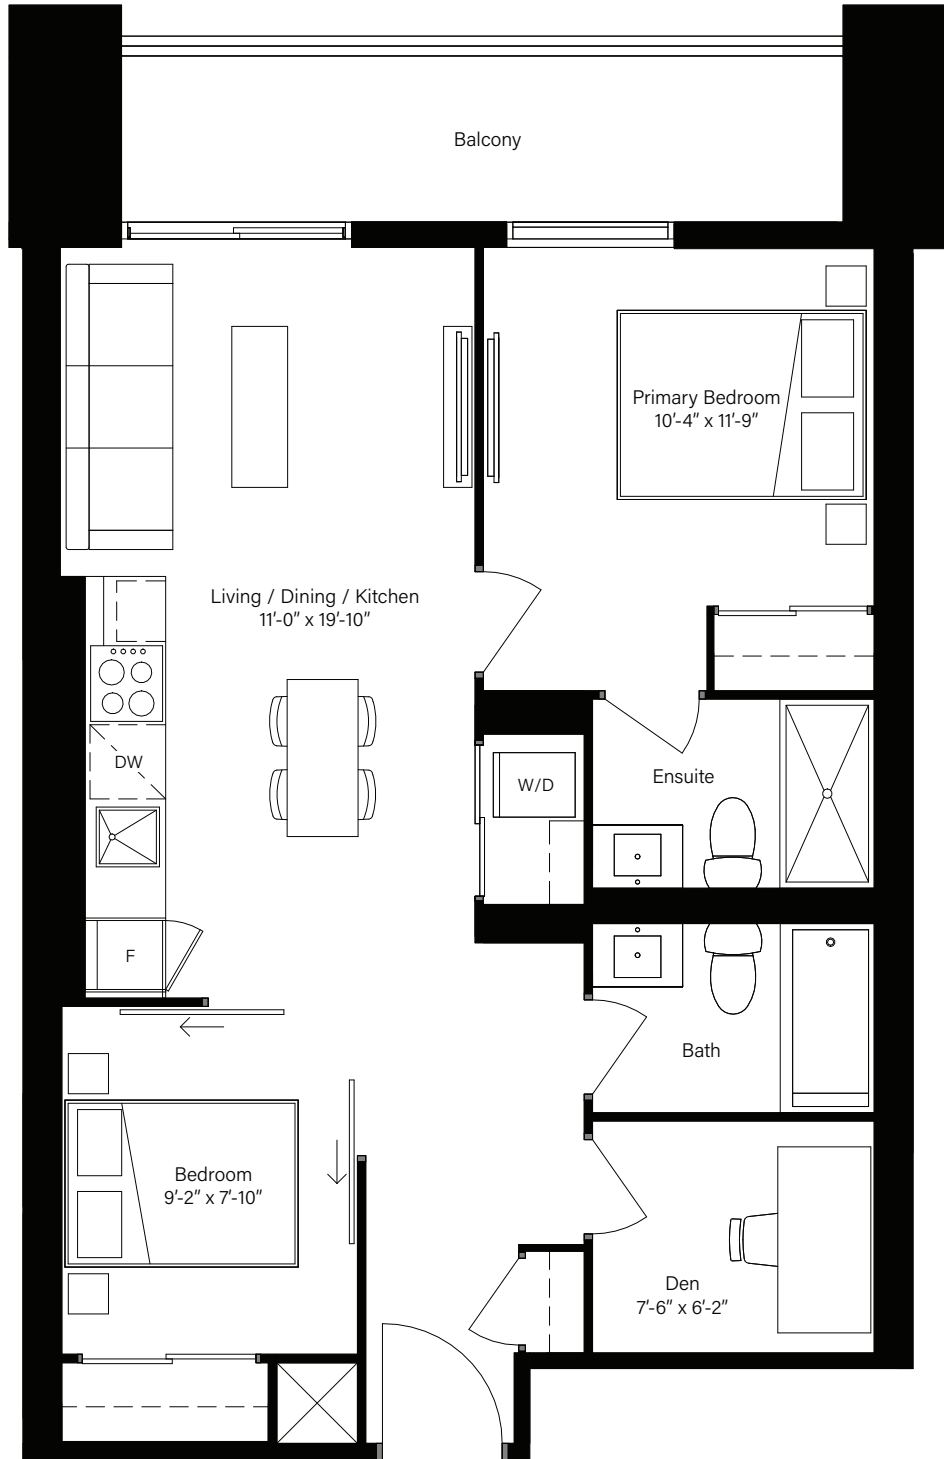 Balcony
Primary Bedroom
10'-4" x 11'-9"
Living / Dining / Kitchen
11'-0" x 19'-10"
DW
W/D
Ensuite
F
Bath
Bedroom
9'-2" x 7'-10"
Den
7'-6" x 6'-2"